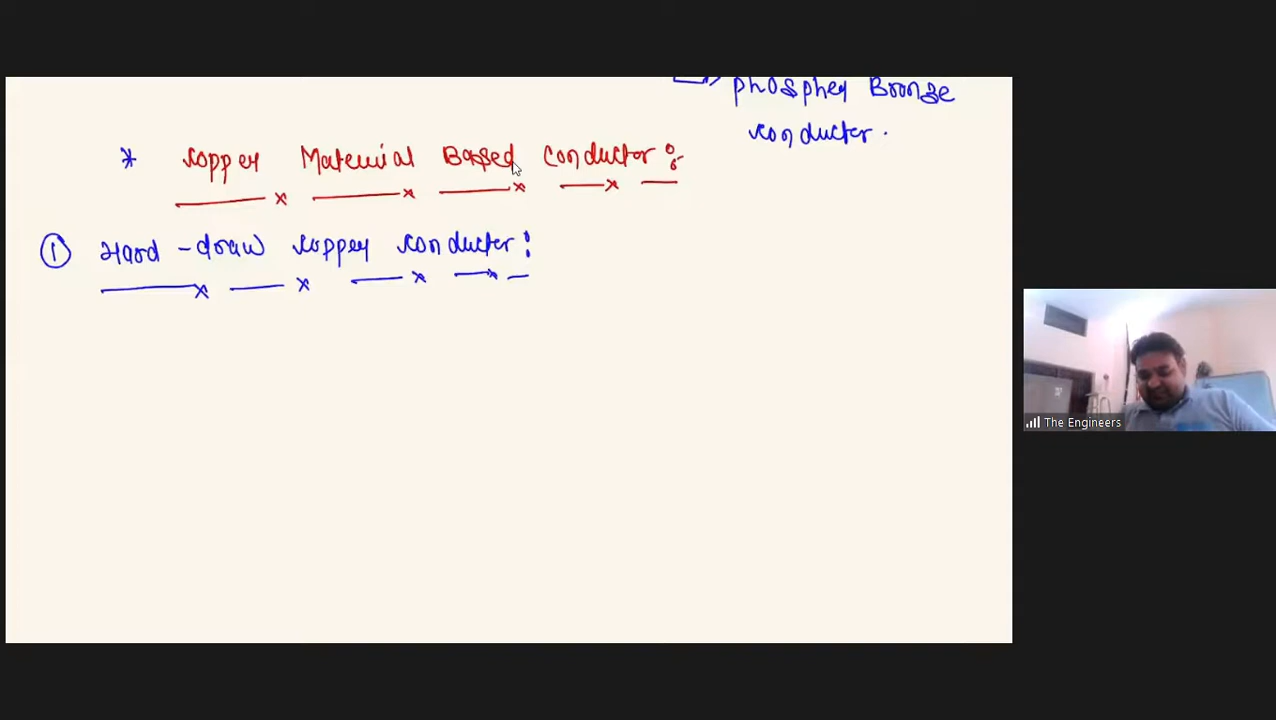 phospher Bronze
conductor.
* copper Material Based conductor :
① Hard - draw copper conductor :
The Engineers